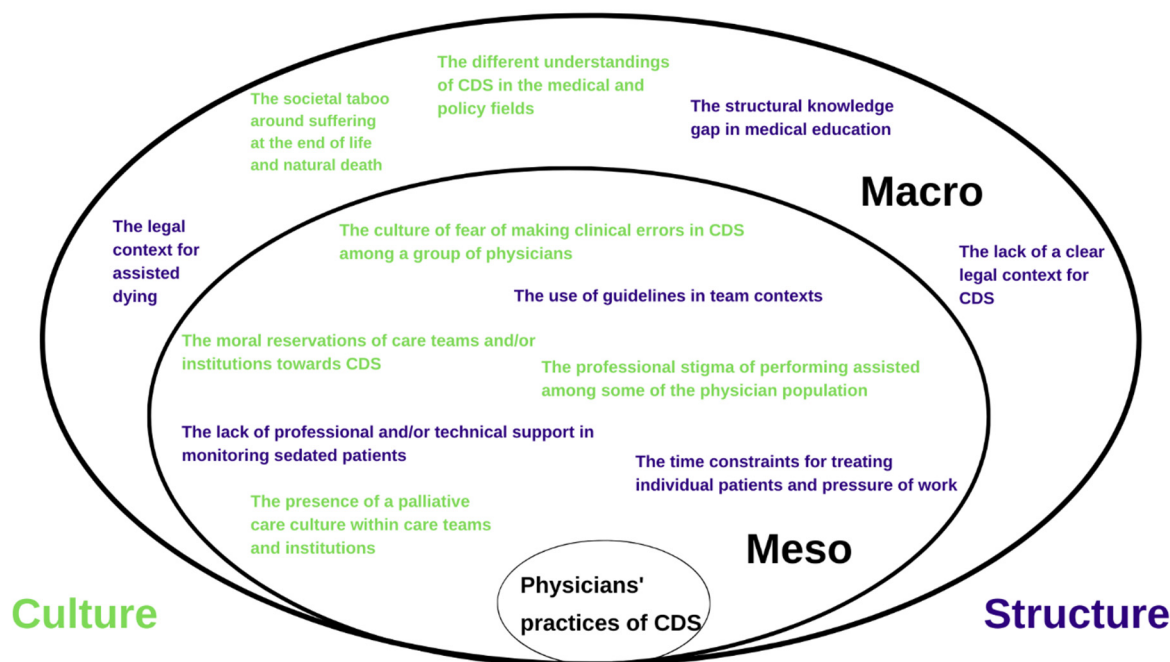 The different understandings
of CDS in the medical and
policy fields
The societal taboo
around suffering
at the end of life
and natural death
The structural knowledge
gap in medical education
Macro
The legal
context for
assisted
dying
The lack of a clear
legal context for
CDS
The culture of fear of making clinical errors in CDS
among a group of physicians
The use of guidelines in team contexts
The moral reservations of care teams and/or
institutions towards CDS
The professional stigma of performing assisted
among some of the physician population
The lack of professional and/or technical support in
monitoring sedated patients
The time constraints for treating
individual patients and pressure of work
The presence of a palliative
care culture within care teams
and institutions
Meso
Physicians'
practices of CDS
Culture
Structure